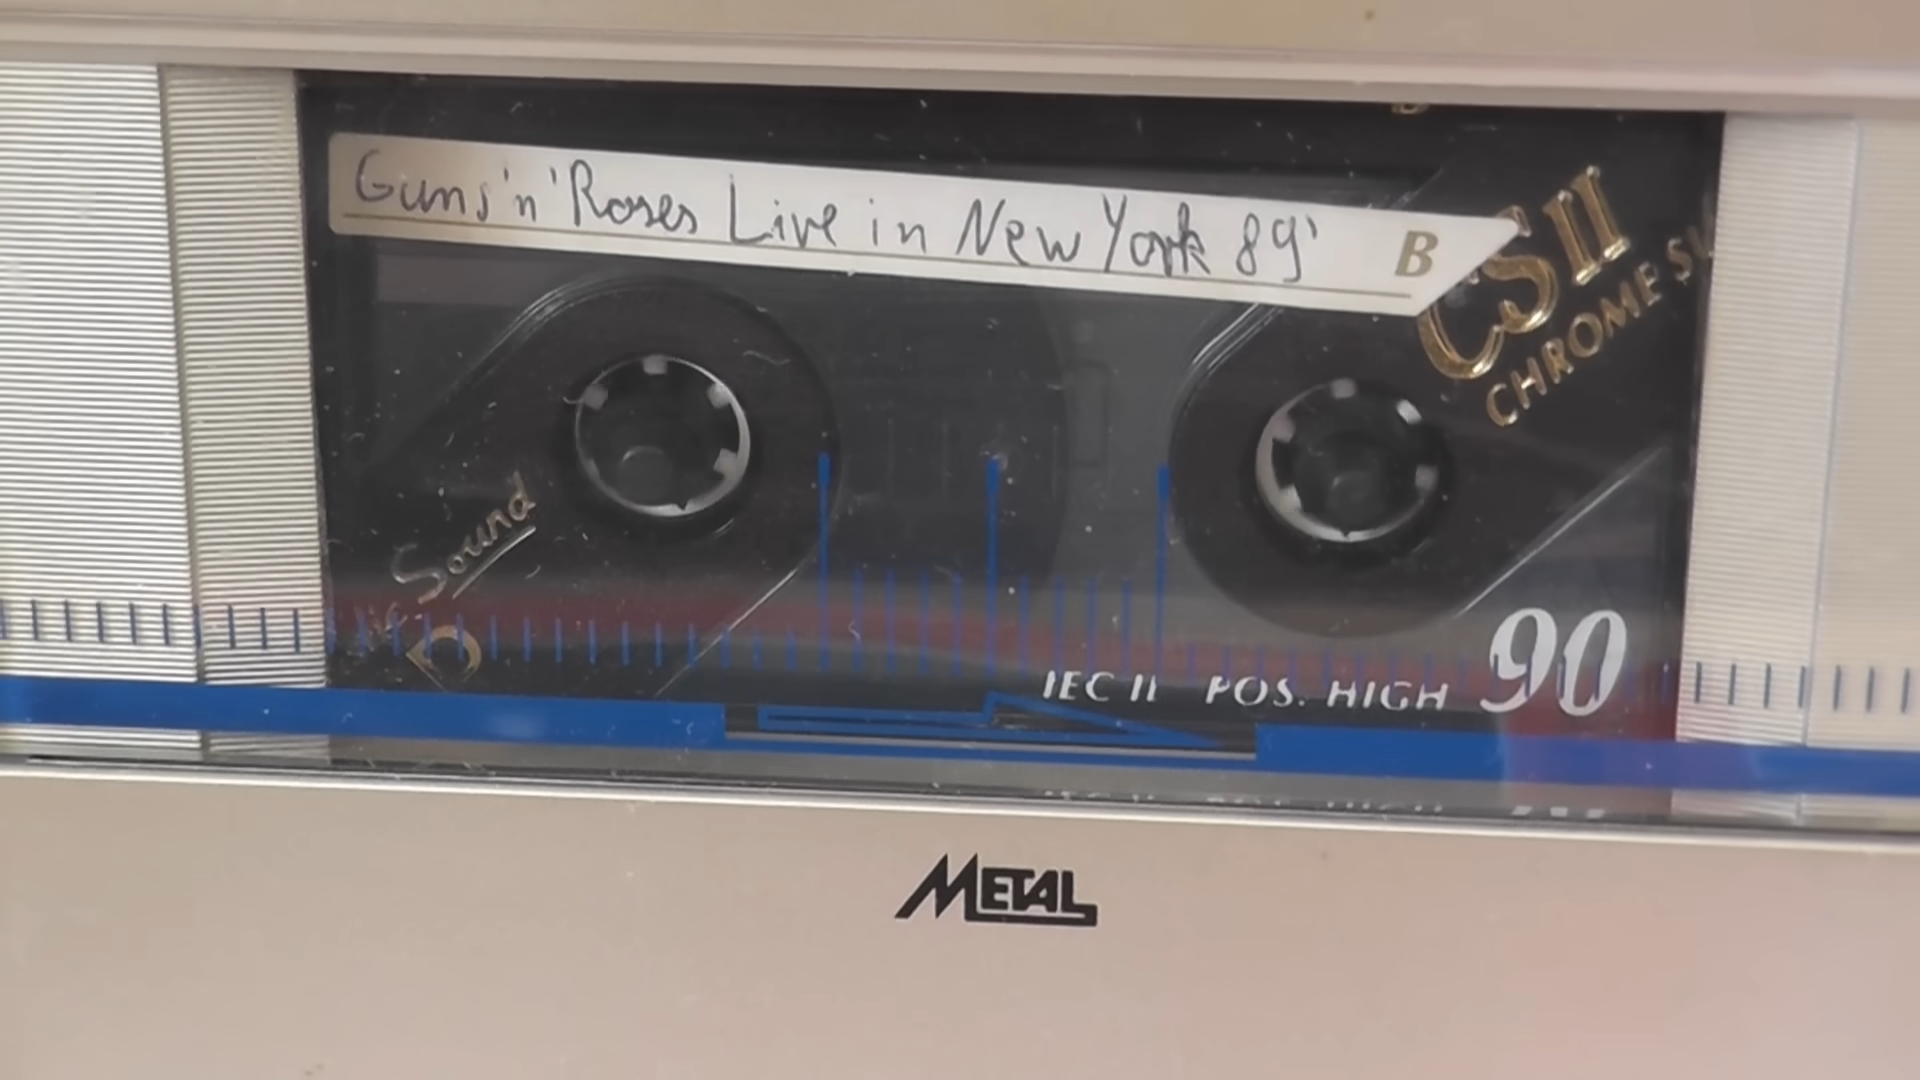 Guns'n'Roses Live in New York 89'
B
CSII
CHROME
Sound
IEC II POS. HIGH 90
METAL